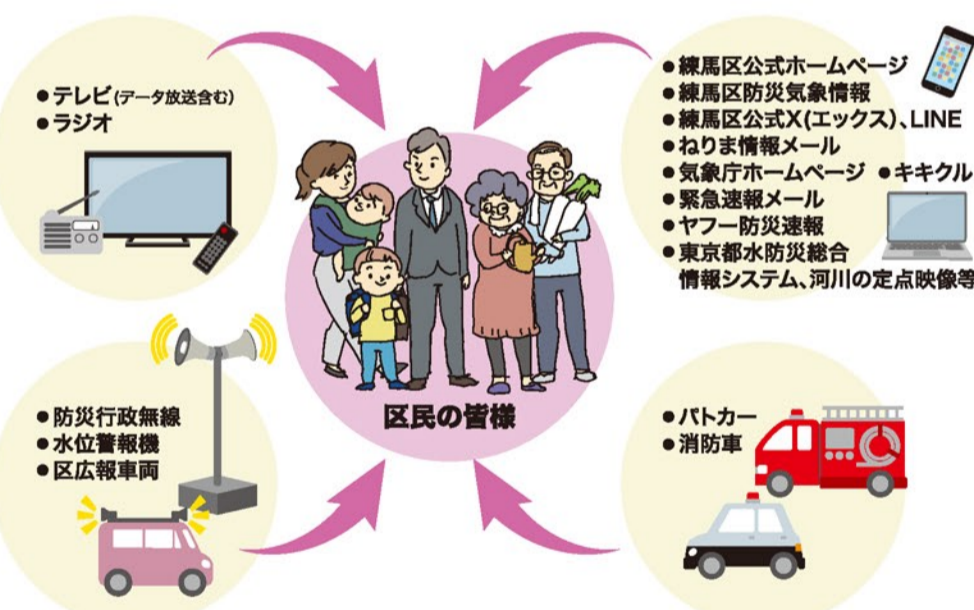 ●テレビ(データ放送含む)
●ラジオ
●練馬区公式ホームページ
●練馬区防災気象情報
●練馬区公式X(エックス)、LINE
●ねりま情報メール
●気象庁ホームページ ●キキクル
●緊急速報メール
●ヤフー防災速報
●東京都水防災総合
情報システム、河川の定点映像等
区民の皆様
●防災行政無線
●水位警報機
●区広報車両
●パトカー
●消防車